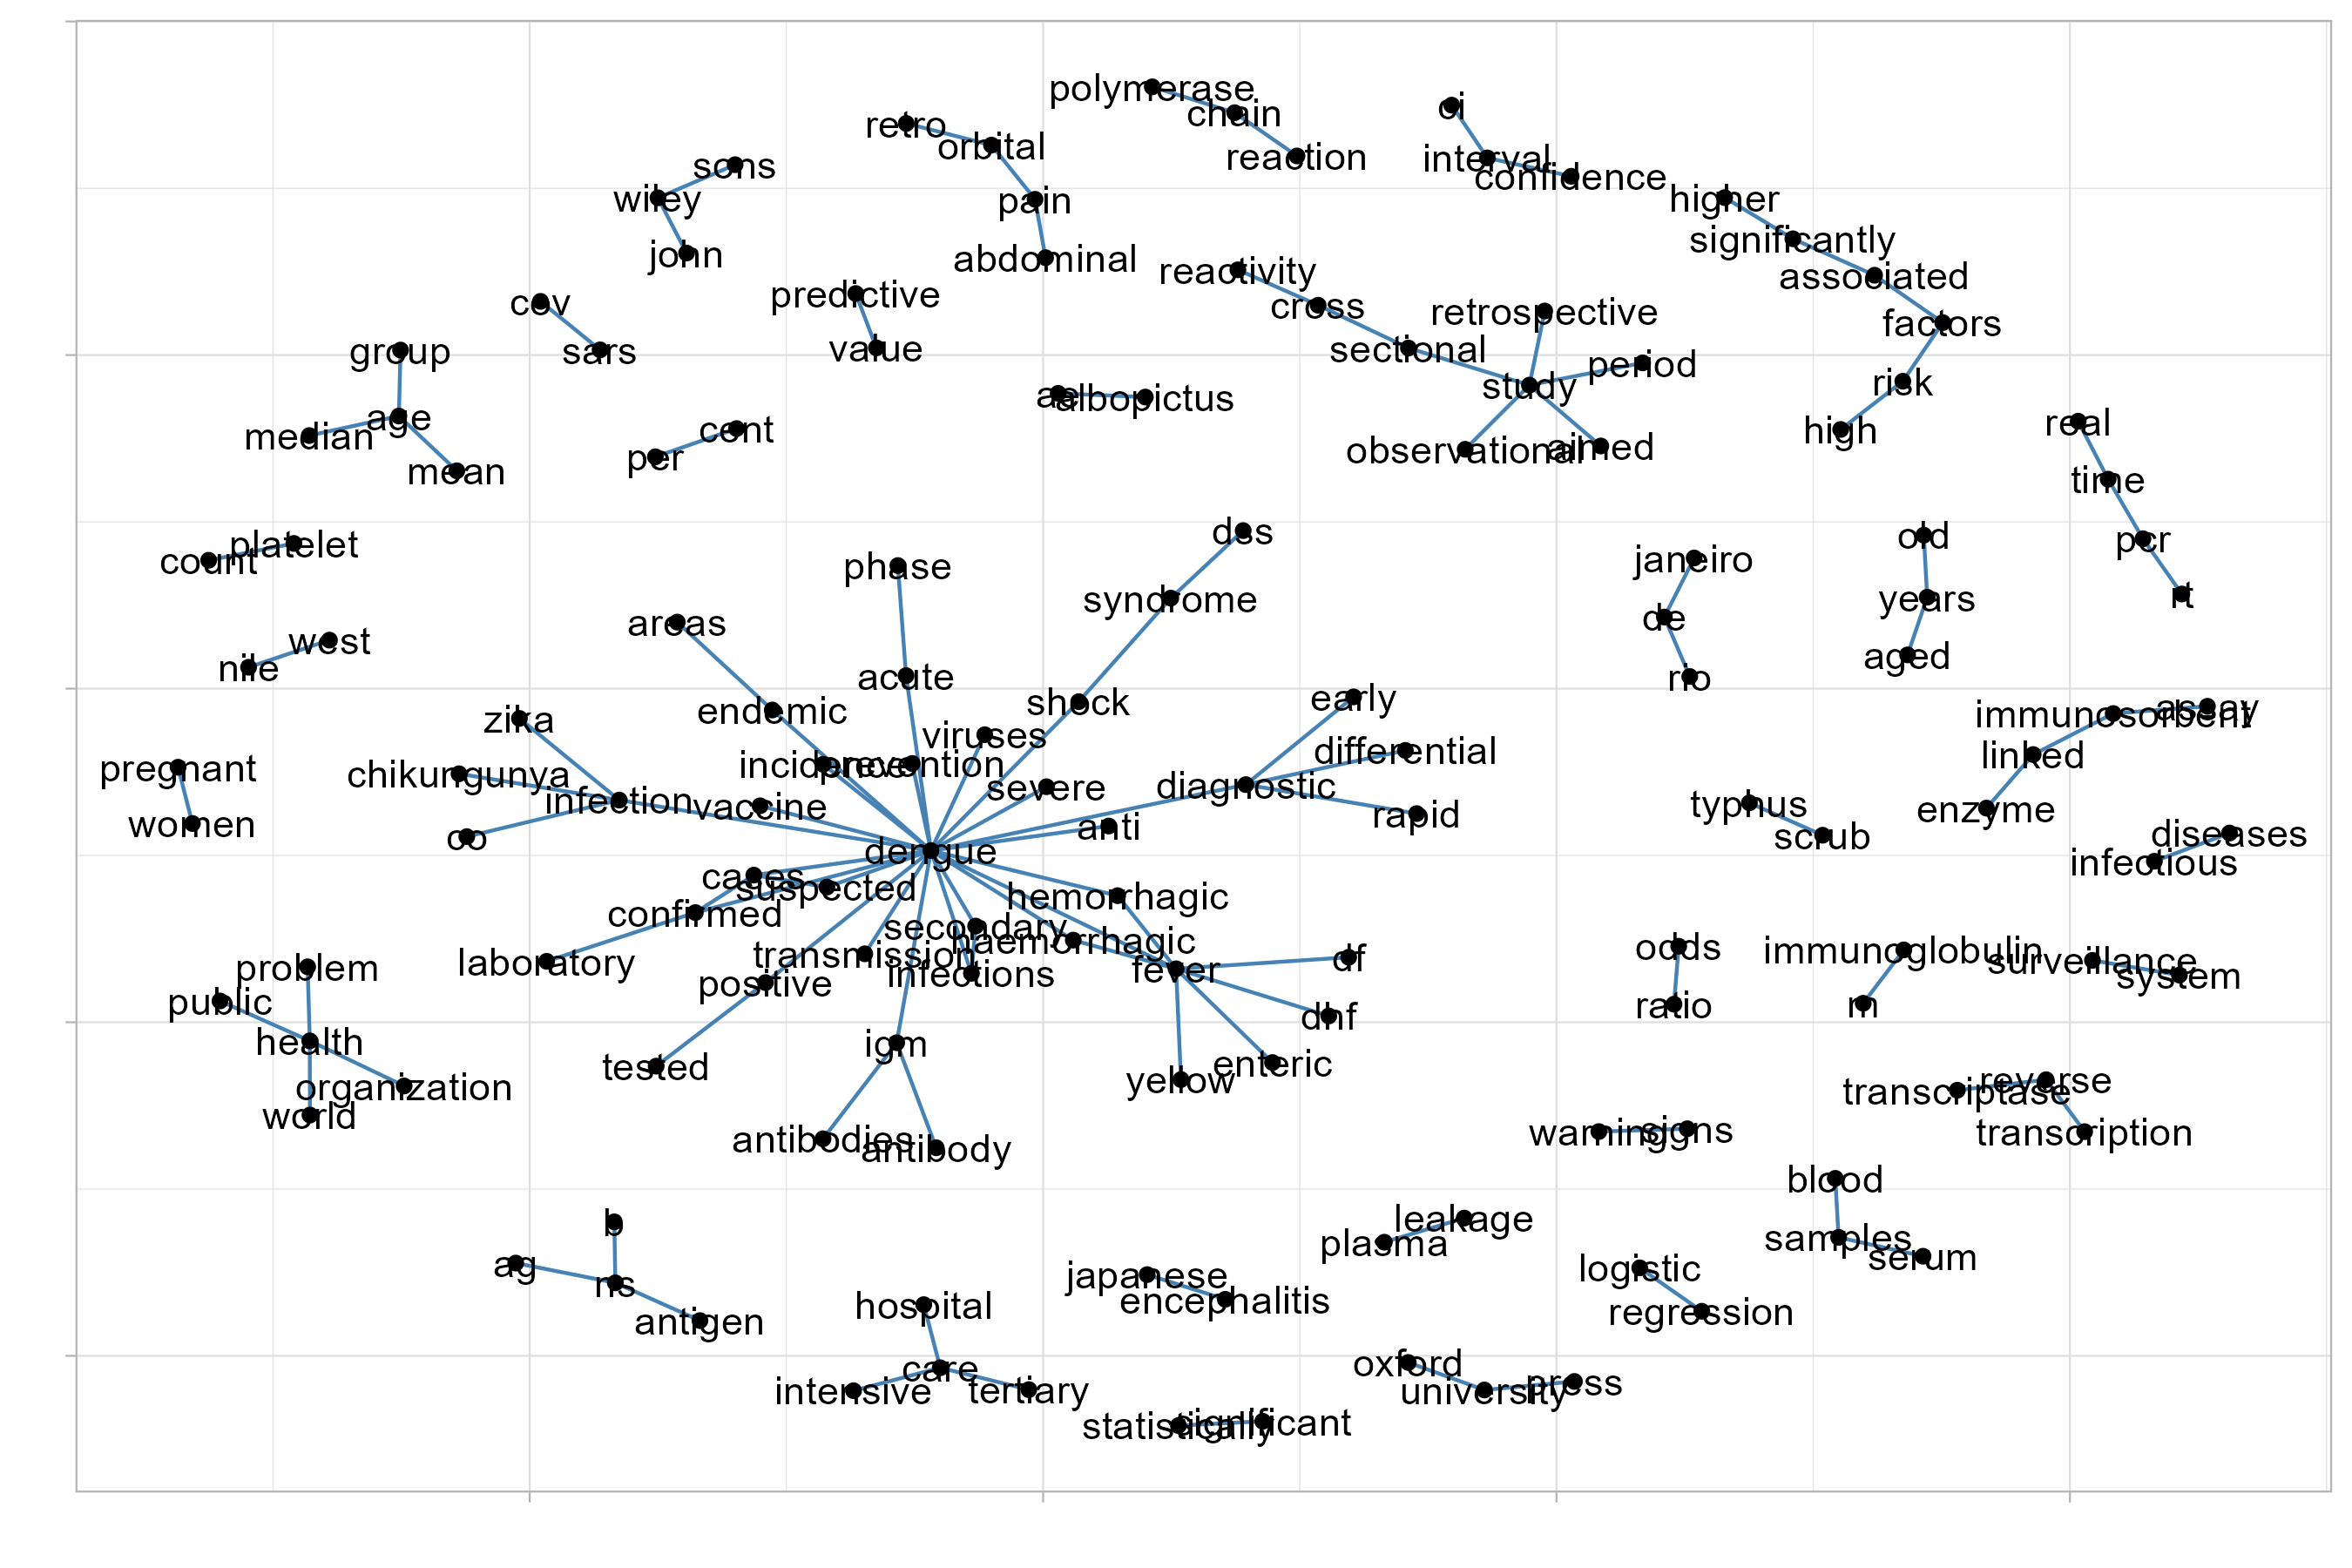 polymerase
chain
reaction
ci
interval
confidence
retro
orbital
pain
abdominal
sons
wiley
john
higher
significantly
associated
factors
risk
high
reactivity
cross
sectional
retrospective
period
study
observational
aimed
predictive
value
cov
sars
group
age
median
mean
ae
albopictus
cent
per
real
time
pcr
rt
platelet
count
dss
syndrome
shock
phase
acute
areas
endemic
janeiro
de
rio
old
years
aged
west
nile
early
differential
diagnostic
rapid
zika
chikungunya
infection
co
viruses
incidence
prevention
severe
vaccine
anti
dengue
immunosorbent
assay
linked
enzyme
pregnant
women
typhus
scrub
diseases
infectious
cases
suspected
confirmed
laboratory
hemorrhagic
secondary
haemorrhagic
transmission
infections
positive
tested
fever
df
dhf
enteric
yellow
igm
antibodies
antibody
odds
ratio
immunoglobulin
m
surveillance
system
problem
public
health
organization
world
reverse
transcriptase
transcription
warning
signs
blood
samples
serum
b
ag
ns
antigen
leakage
plasma
japanese
encephalitis
logistic
regression
hospital
care
intensive
tertiary
oxford
university
press
statistically
significant